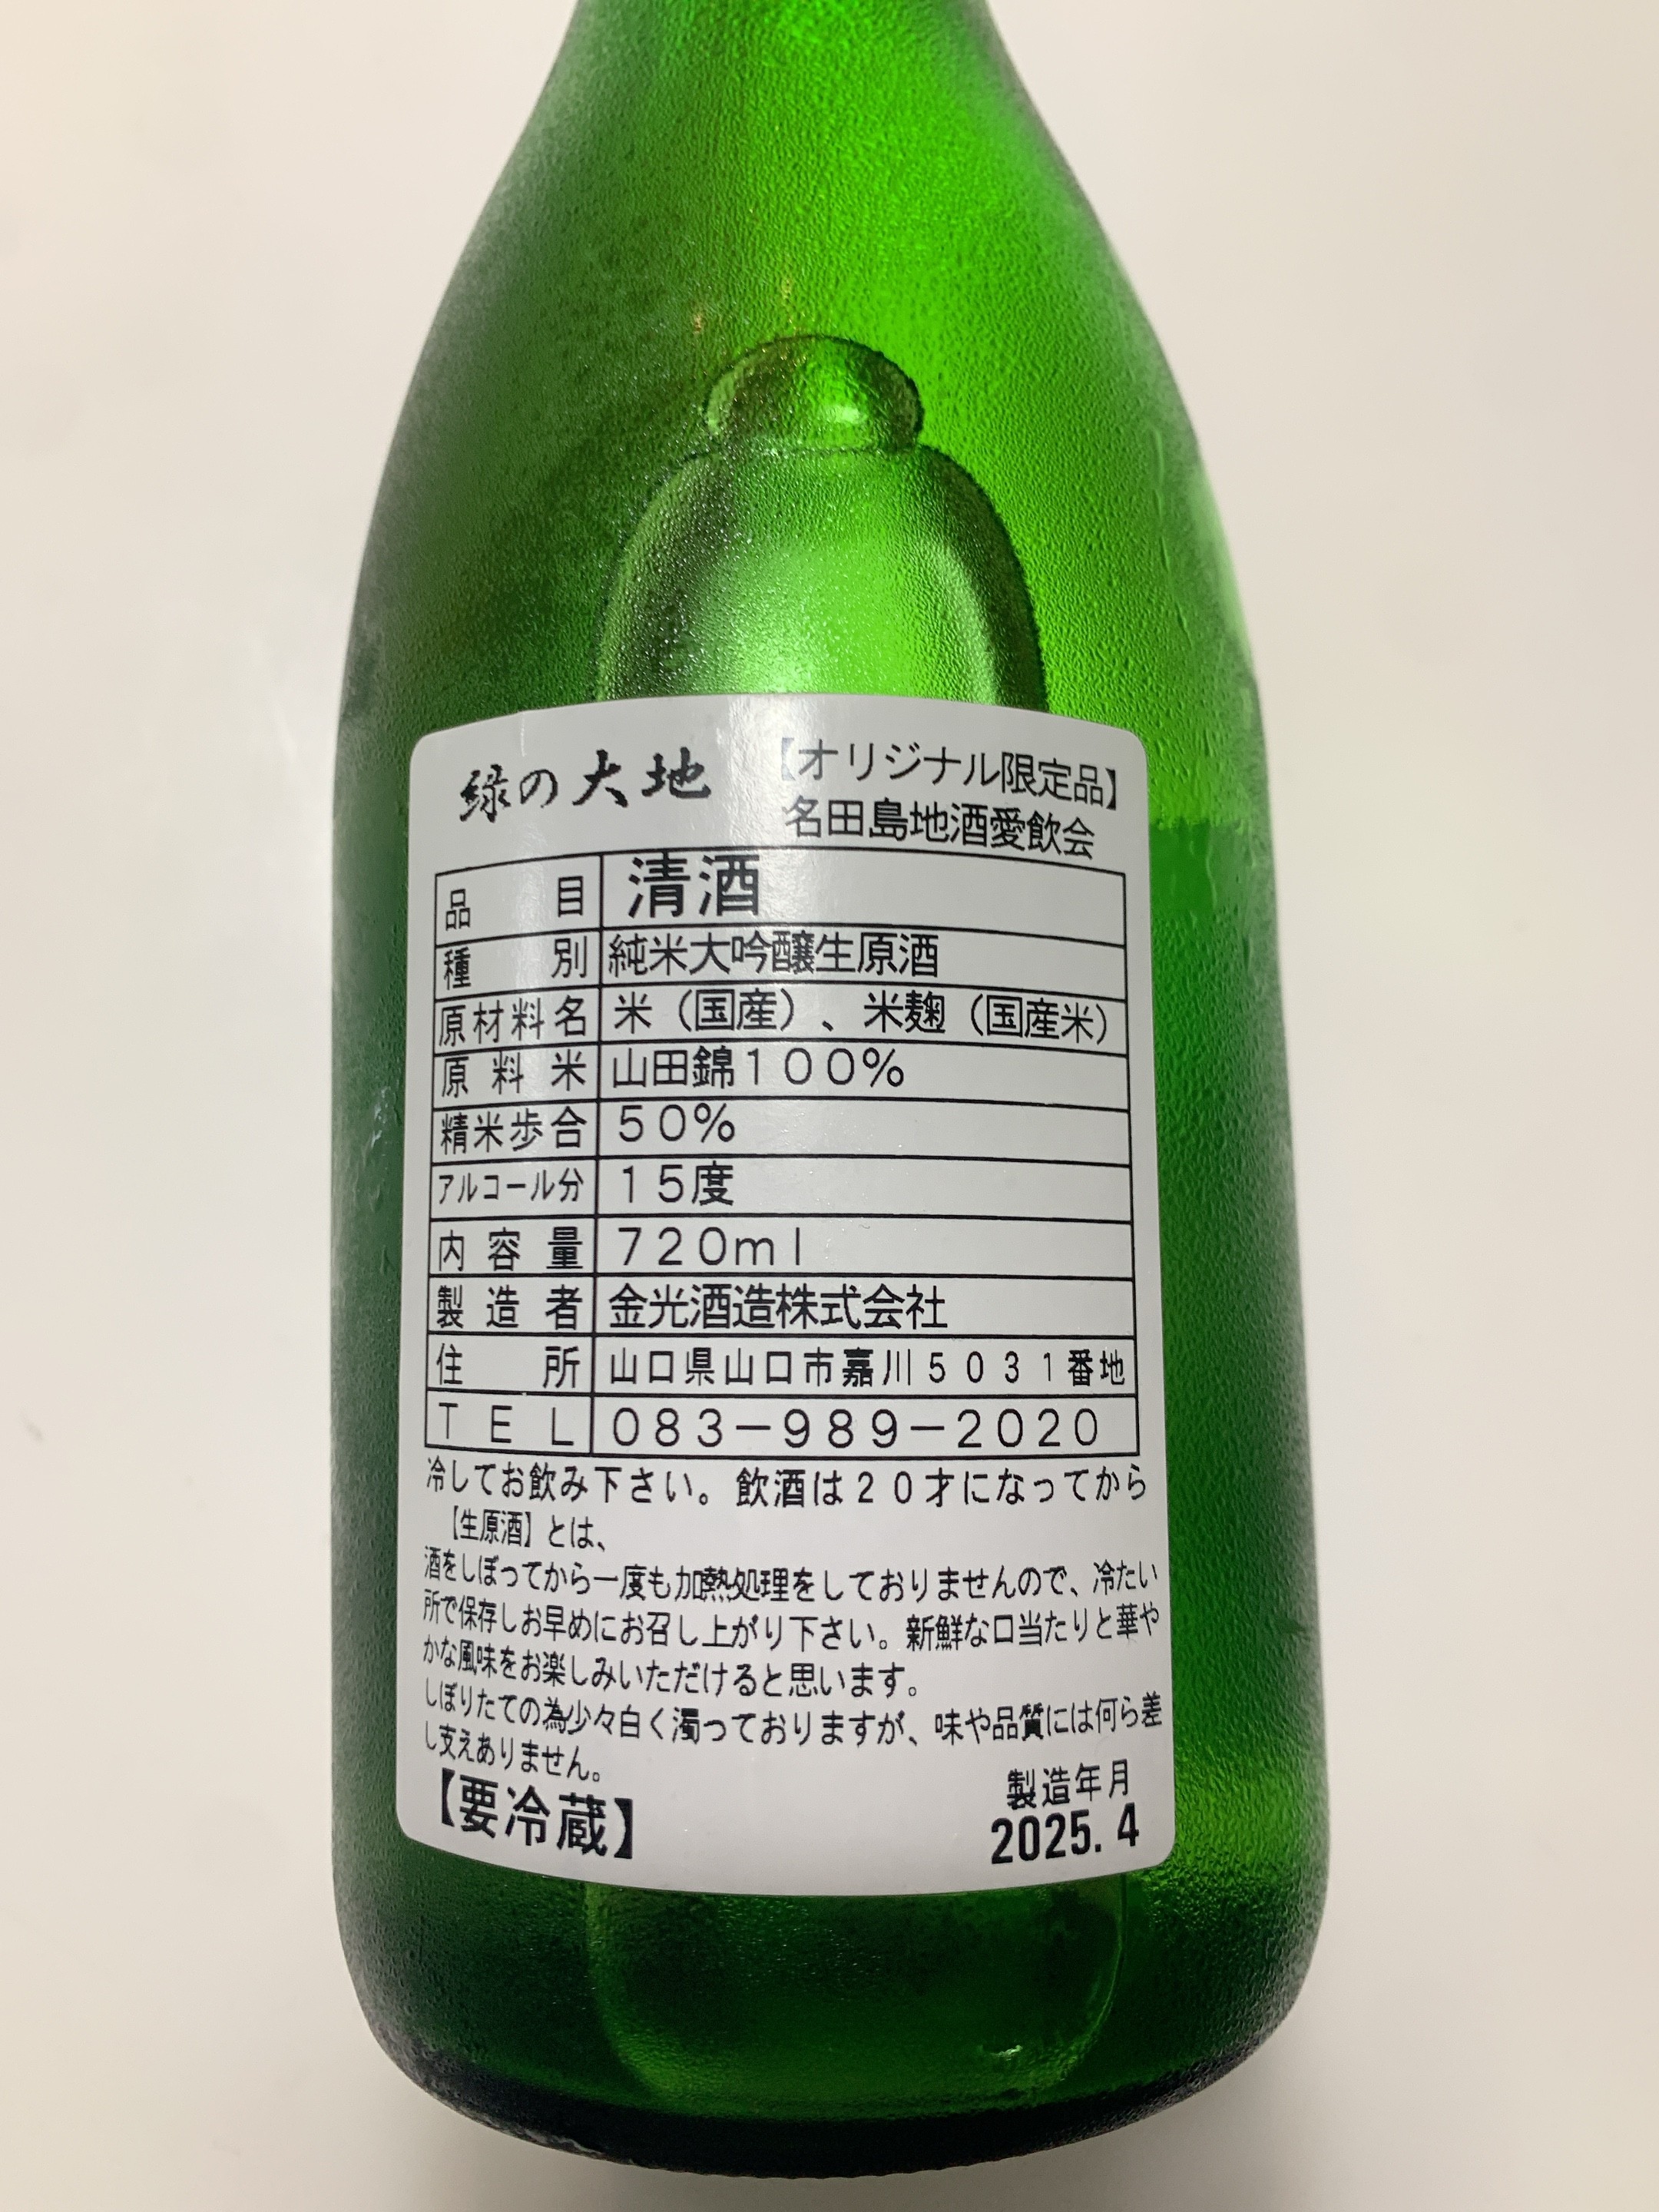 緑の大地
【オリジナル限定品】
名田島地酒愛飲会
品目 清酒
種別 純米大吟醸生原酒
原材料名 米（国産）、米麹（国産米）
原料米 山田錦１００％
精米歩合 ５０％
アルコール分 １５度
内容量 ７２０ｍｌ
製造者 金光酒造株式会社
住所 山口県山口市嘉川５０３１番地
ＴＥＬ ０８３－９８９－２０２０
冷してお飲み下さい。飲酒は２０才になってから
【生原酒】とは、
酒をしぼってから一度も加熱処理をしておりませんので、冷たい
所で保存しお早めにお召し上がり下さい。新鮮な口当たりと華や
かな風味をお楽しみいただけると思います。
しぼりたての為少々白く濁っておりますが、味や品質には何ら差
し支えありません。
【要冷蔵】
製造年月
2025.4